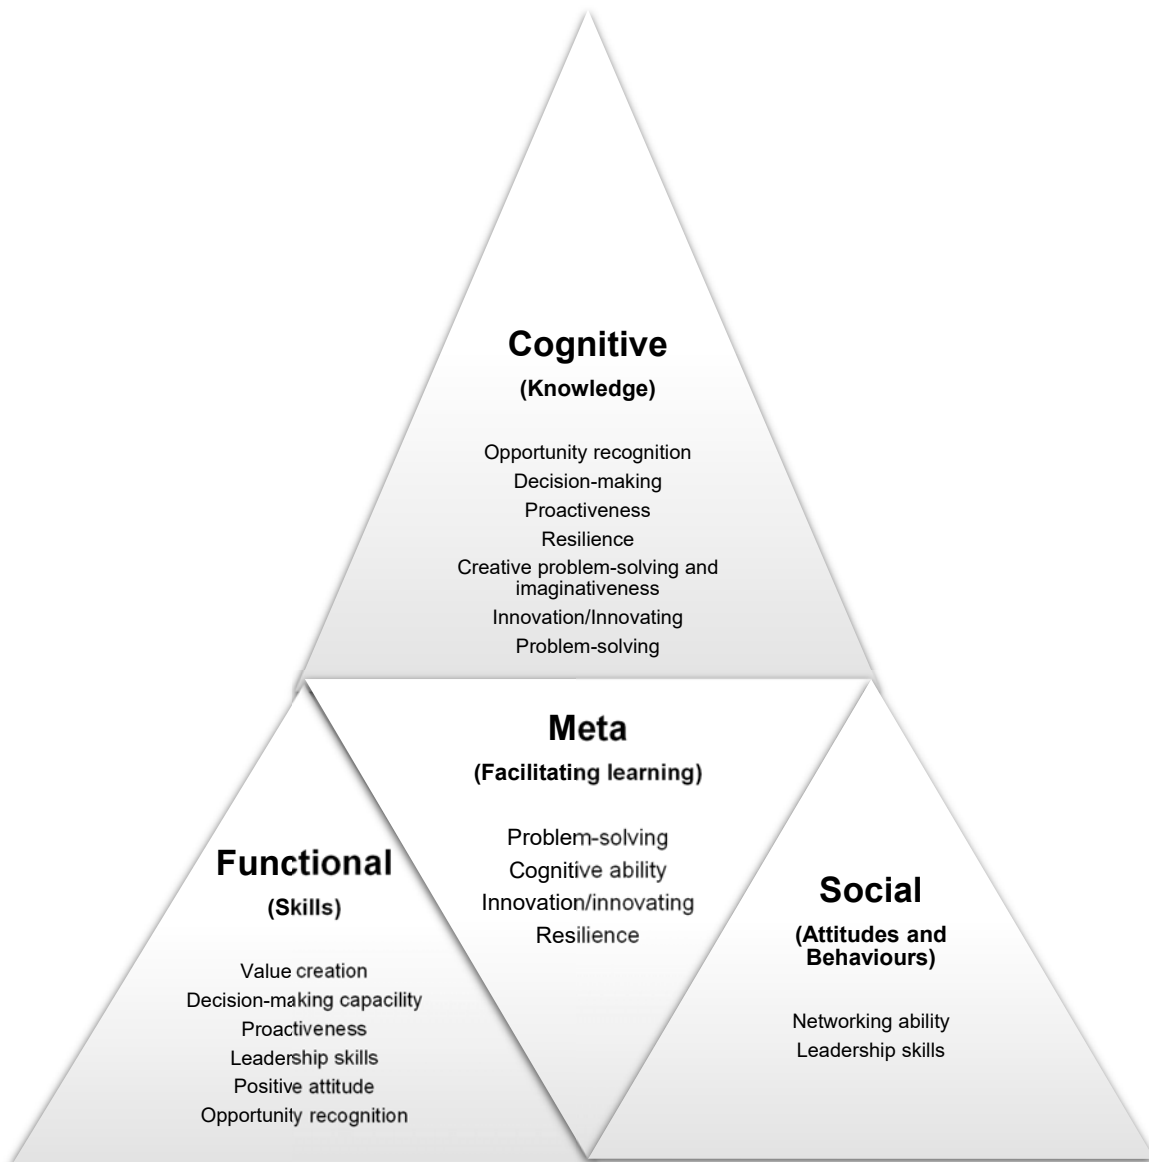 Cognitive
(Knowledge)
Opportunity recognition
Decision-making
Proactiveness
Resilience
Creative problem-solving and
imaginativeness
Innovation/Innovating
Problem-solving
Meta
(Facilitating learning)
Problem-solving
Cognitive ability
Innovation/innovating
Resilience
Functional
(Skills)
Value creation
Decision-making capacility
Proactiveness
Leadership skills
Positive attitude
Opportunity recognition
Social
(Attitudes and
Behaviours)
Networking ability
Leadership skills